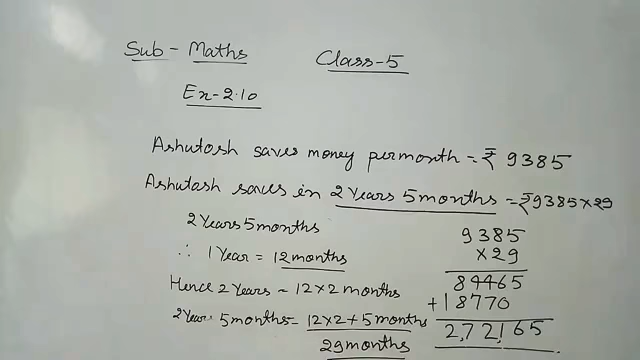 Sub - Maths Class-5
Ex-2.10
Ashutosh saves money per month = ₹ 9385
Ashutosh saves in 2 Years 5 months = ₹9385×29
2 Years 5 months
∴ 1 Year = 12 months
Hence 2 Years = 12×2 months
2 Year 5 months = 12×2+5 months
29 months
9385
×29
84465
+18770
2,72,165